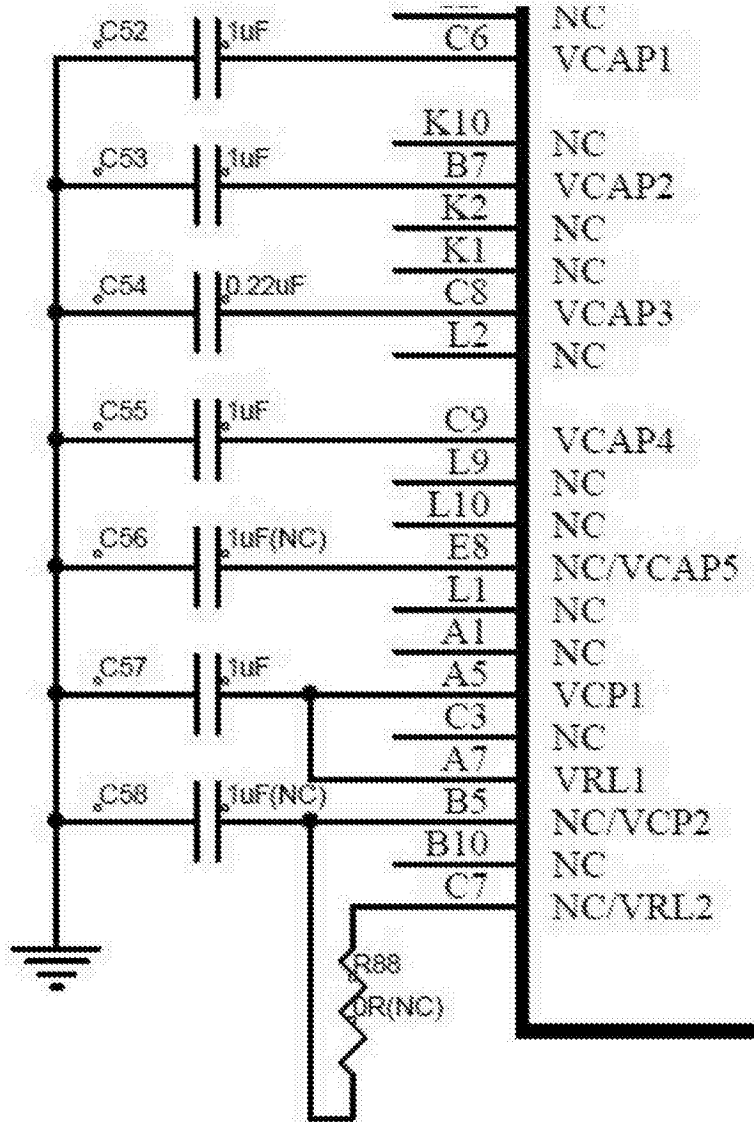 NC
C52 1uF C6 VCAP1
K10 NC
C53 1uF B7 VCAP2
K2 NC
K1 NC
C54 0.22uF C8 VCAP3
L2 NC
C55 1uF C9 VCAP4
L9 NC
L10 NC
C56 1uF(NC) E8 NC/VCAP5
L1 NC
A1 NC
C57 1uF A5 VCP1
C3 NC
A7 VRL1
C58 1uF(NC) B5 NC/VCP2
B10 NC
C7 NC/VRL2
R88
0R(NC)